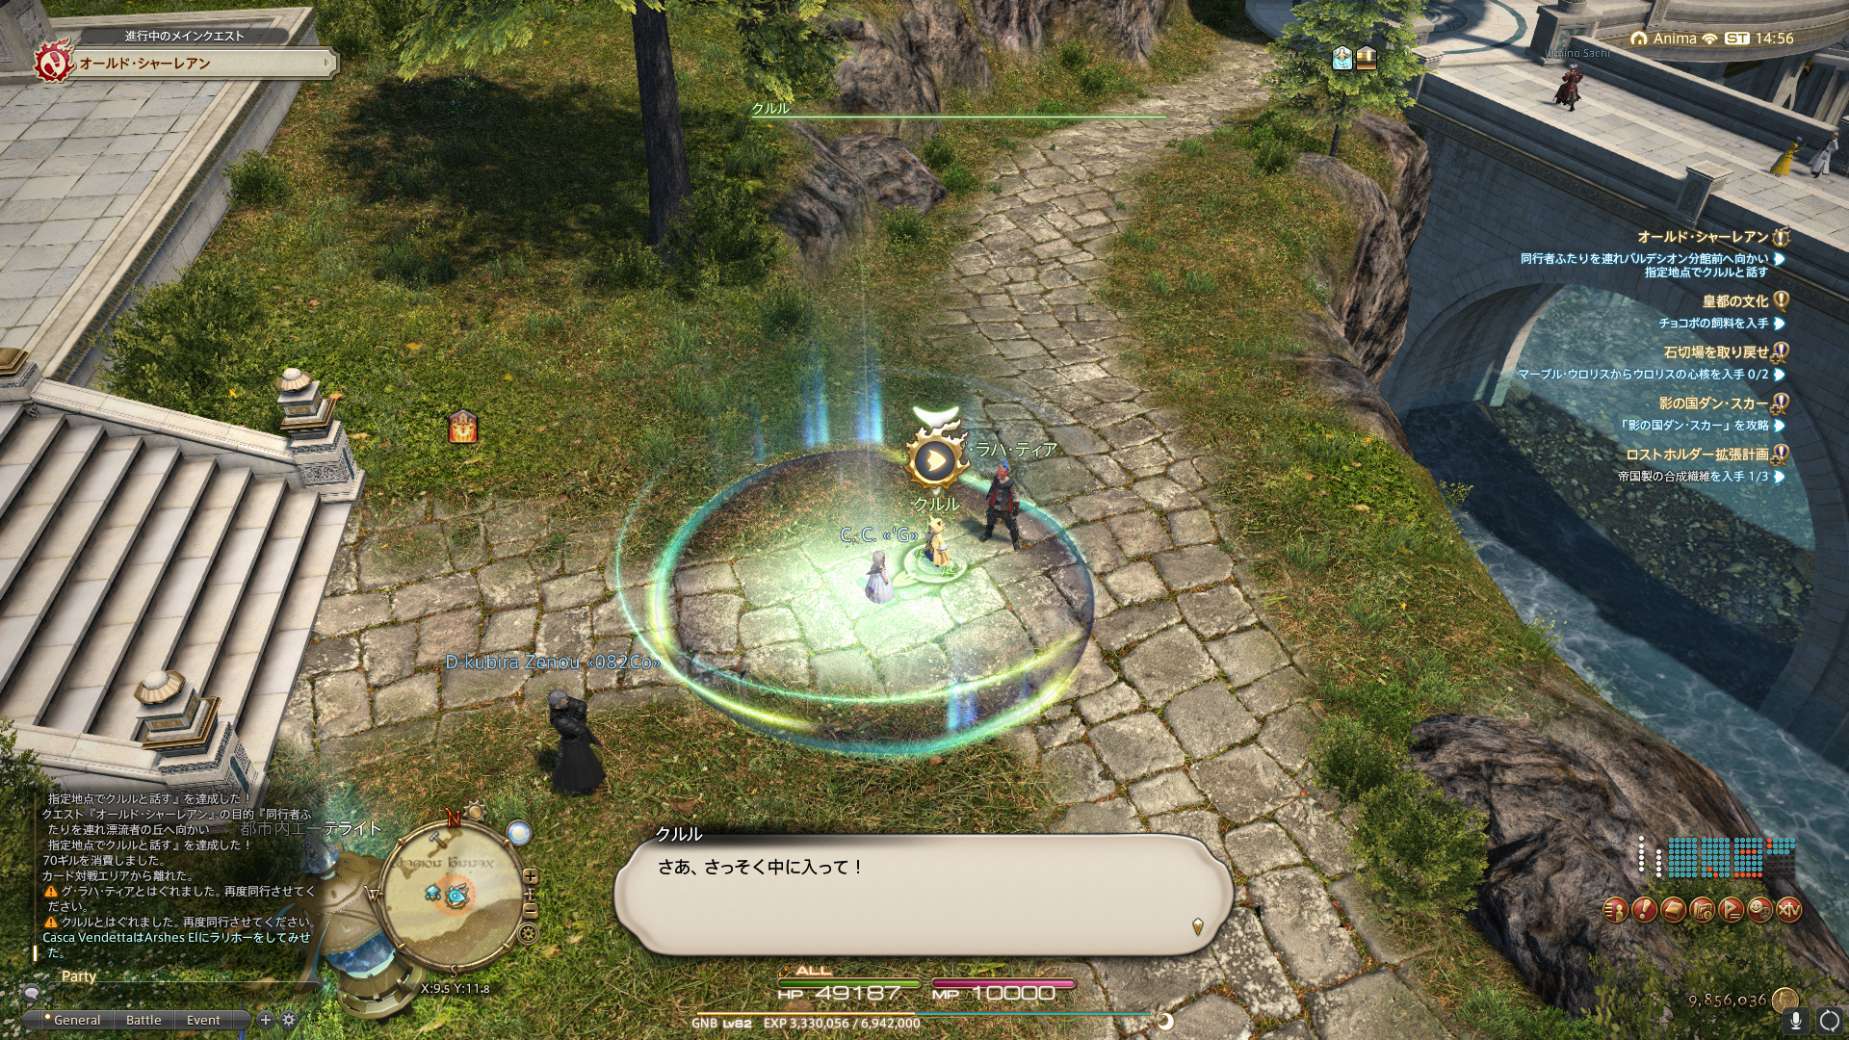 進行中のメインクエスト
オールド・シャーレアン
クルル
Anima ST 14:56
Umino Sachi
オールド・シャーレアン
同行者ふたりを連れバルデシオン分館前へ向かい
指定地点でクルルと話す
皇都の文化
チョコボの飼料を入手
石切場を取り戻せ
マーブル・ウロリスからウロリスの心核を入手 0/2
影の国ダン・スカー
「影の国ダン・スカー」を攻略
ロストホルダー拡張計画
帝国製の合成繊維を入手 1/3
・ラハ・ティア
クルル
C. C. «'G»
D-kubira Zenou «082Co»
都市内エーテライト
指定地点でクルルと話す』を達成した！
クエスト『オールド・シャーレアン』の目的『同行者ふ
たりを連れ漂流者の丘へ向かい
指定地点でクルルと話す』を達成した！
70ギルを消費しました。
カード対戦エリアから離れた。
グ・ラハ・ティアとはぐれました。再度同行させてく
ださい。
クルルとはぐれました。再度同行させてください。
Casca VendettaはArshes Elにラリホーをしてみせ
た。
Party
General Battle Event
N
X:9.5 Y:11.8
クルル
さあ、さっそく中に入って！
ALL
HP 49187 MP 10000
GNB Lv82 EXP 3,330,056 / 6,942,000
XIV
9,856,036